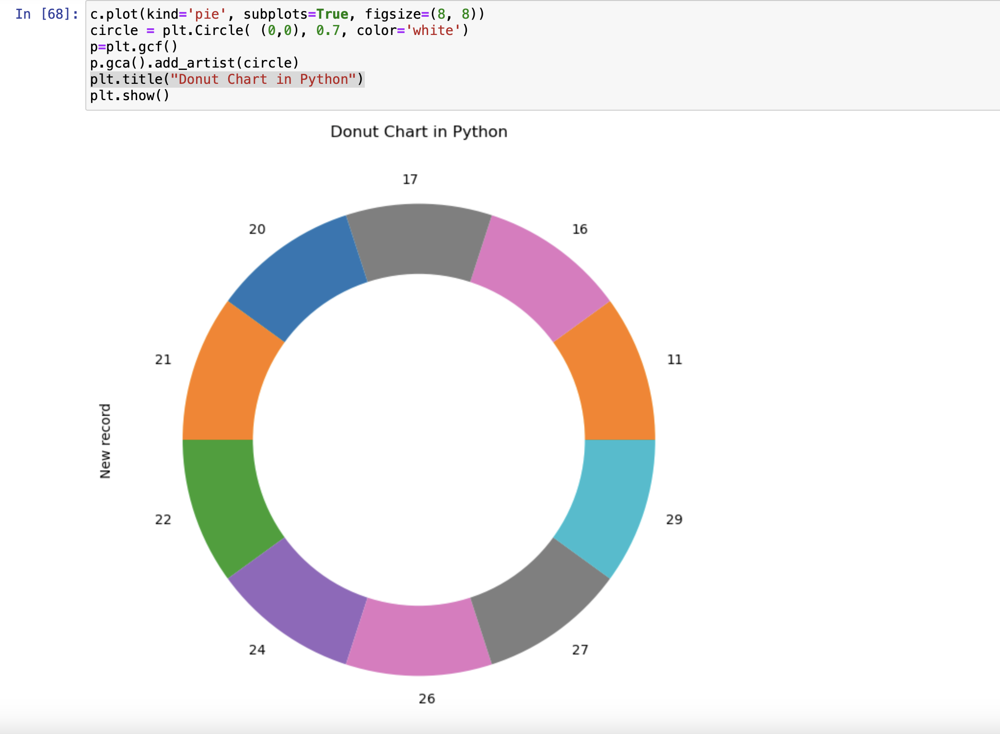 In [68]: c.plot(kind='pie', subplots=True, figsize=(8, 8))
circle = plt.Circle( (0,0), 0.7, color='white')
p=plt.gcf()
p.gca().add_artist(circle)
plt.title("Donut Chart in Python")
plt.show()
Donut Chart in Python
17
20
16
21
11
New record
22
29
24
27
26